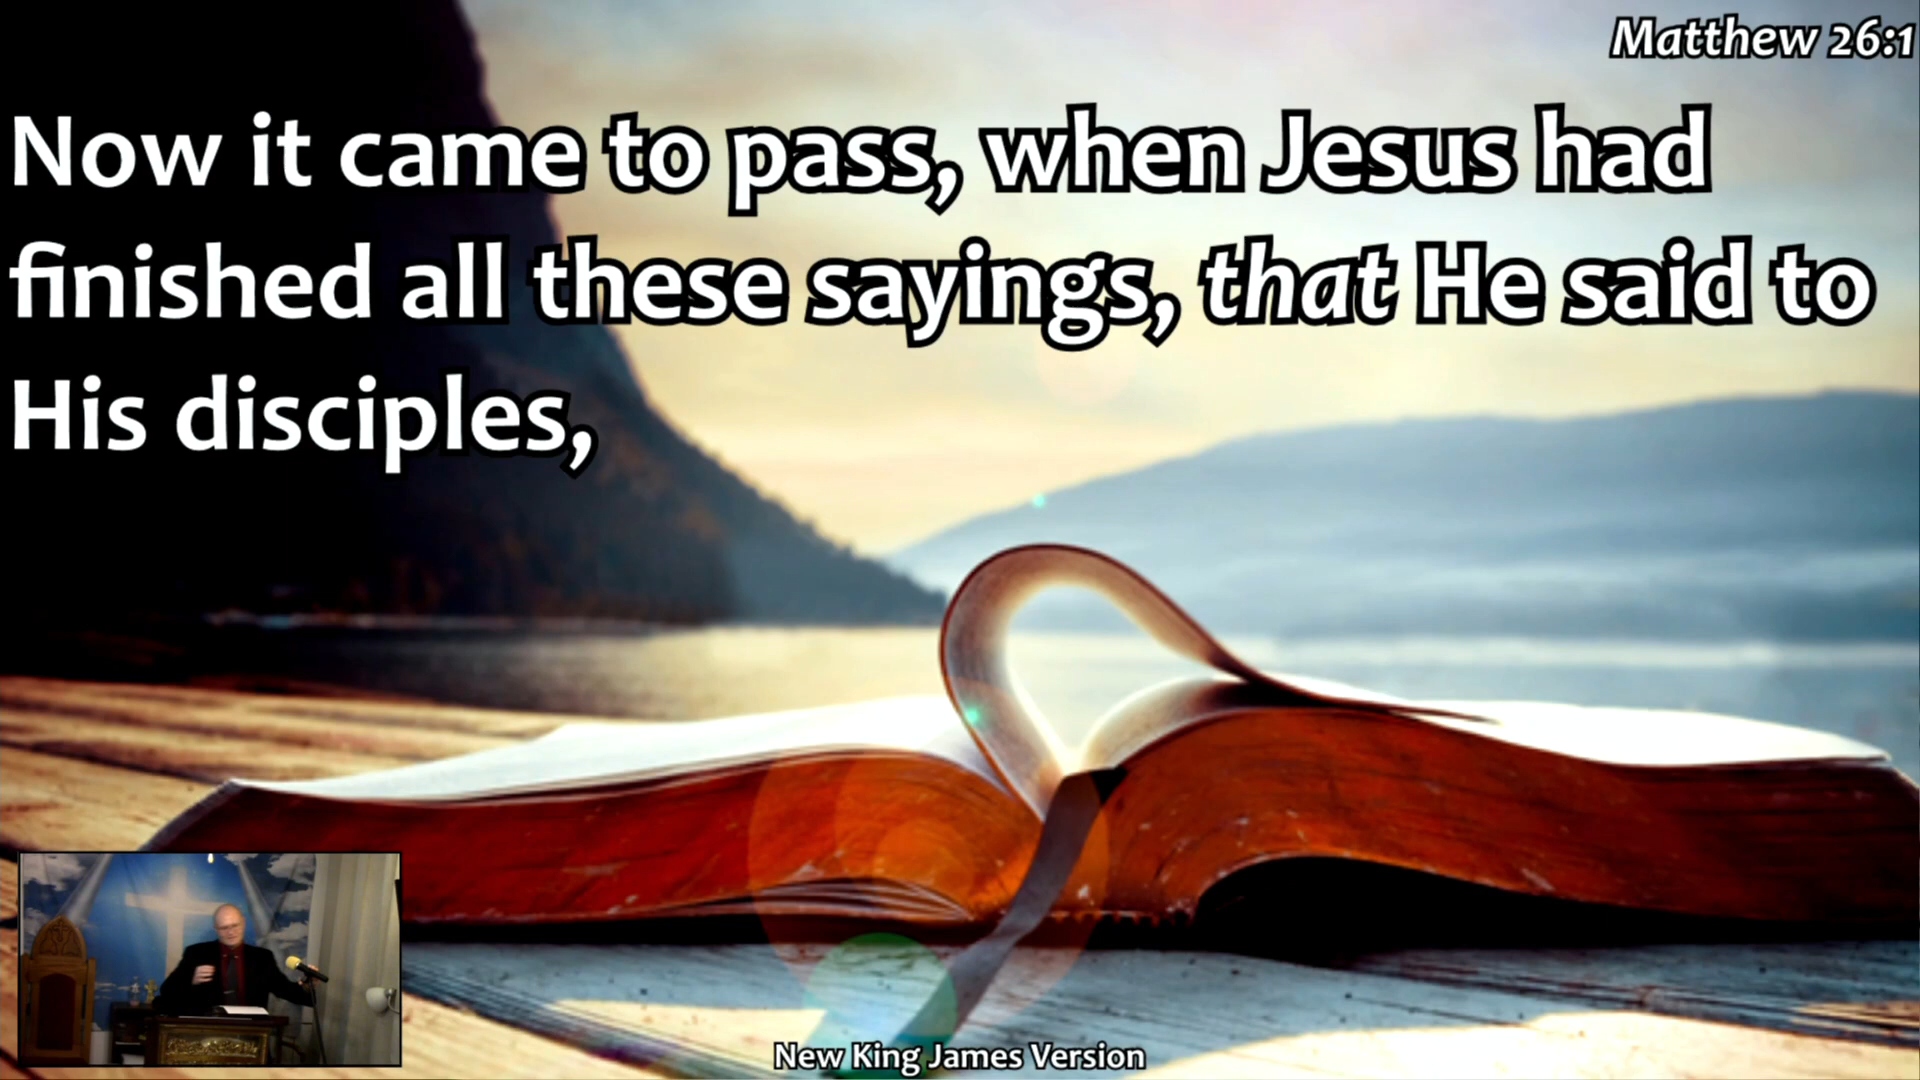 Matthew 26:1
Now it came to pass, when Jesus had
finished all these sayings, that He said to
His disciples,
New King James Version